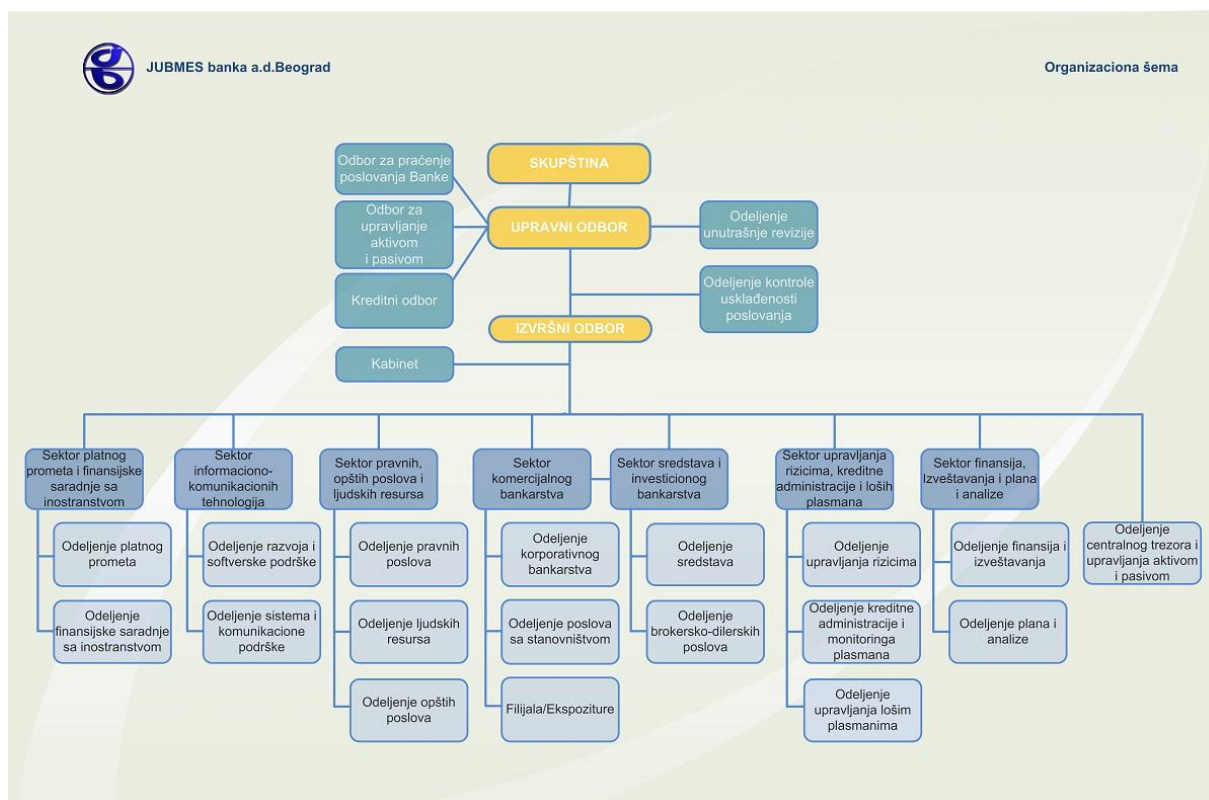 JUBMES banka a.d.Beograd
Organizaciona šema
Odbor za praćenje
poslovanja Banke
SKUPŠTINA
Odbor za
upravljanje
aktivom
i pasivom
UPRAVNI ODBOR
Odeljenje
unutrašnje revizije
Kreditni odbor
Odeljenje kontrole
usklađenosti
poslovanja
IZVRŠNI ODBOR
Kabinet
Sektor platnog
prometa i finansijske
saradnje sa
inostranstvom
Sektor
informaciono-
komunikacionih
tehnologija
Sektor pravnih,
opštih poslova i
ljudskih resursa
Sektor
komercijalnog
bankarstva
Sektor sredstava i
investicionog
bankarstva
Sektor upravljanja
rizicima, kreditne
administracije i loših
plasmana
Sektor finansija,
Izveštavanja i plana
i analize
Odeljenje platnog
prometa
Odeljenje razvoja i
softverske podrške
Odeljenje pravnih
poslova
Odeljenje
korporativnog
bankarstva
Odeljenje
sredstava
Odeljenje
upravljanja rizicima
Odeljenje finansija i
izveštavanja
Odeljenje
centralnog trezora i
upravljanja aktivom
i pasivom
Odeljenje
finansijske saradnje
sa inostranstvom
Odeljenje sistema i
komunikacione
podrške
Odeljenje ljudskih
resursa
Odeljenje poslova
sa stanovništvom
Odeljenje
brokersko-dilerskih
poslova
Odeljenje kreditne
administracije i
monitoringa
plasmana
Odeljenje plana i
analize
Odeljenje opštih
poslova
Filijala/Ekspoziture
Odeljenje
upravljanja lošim
plasmanima